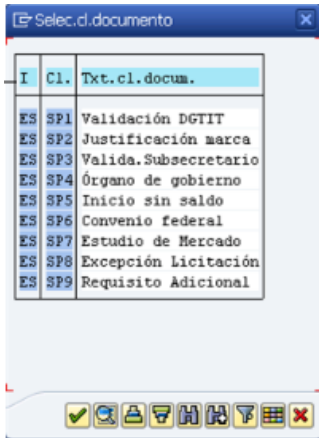 Selec.cl.documento
I Cl. Txt.cl.docum.
ES SP1 Validación DGTIT
ES SP2 Justificación marca
ES SP3 Valida.Subsecretario
ES SP4 Órgano de gobierno
ES SP5 Inicio sin saldo
ES SP6 Convenio federal
ES SP7 Estudio de Mercado
ES SP8 Excepción Licitación
ES SP9 Requisito Adicional